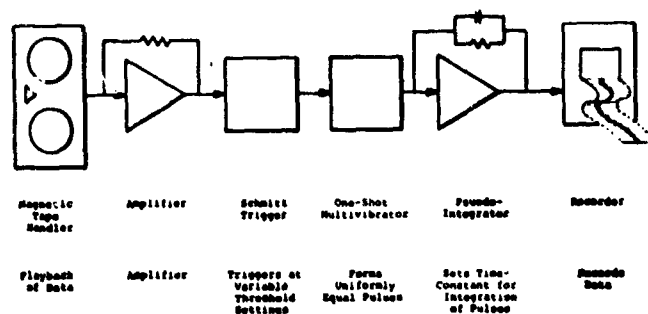 Magnetic Tape Handler
Amplifier
Schmitt Trigger
One-Shot Multivibrator
Pseudo-Integrator
Recorder
Playback of Data
Amplifier
Triggers at Variable Threshold Settings
Forms Uniformly Equal Pulses
Sets Time-Constant for Integration of Pulses
Records Data